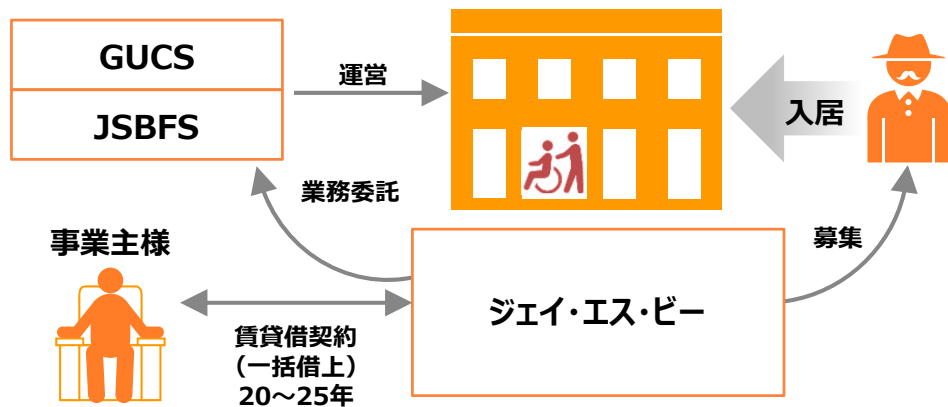 GUCS
JSBFS
運営
入居
業務委託
募集
事業主様
ジェイ・エス・ビー
賃貸借契約
（一括借上）
20～25年